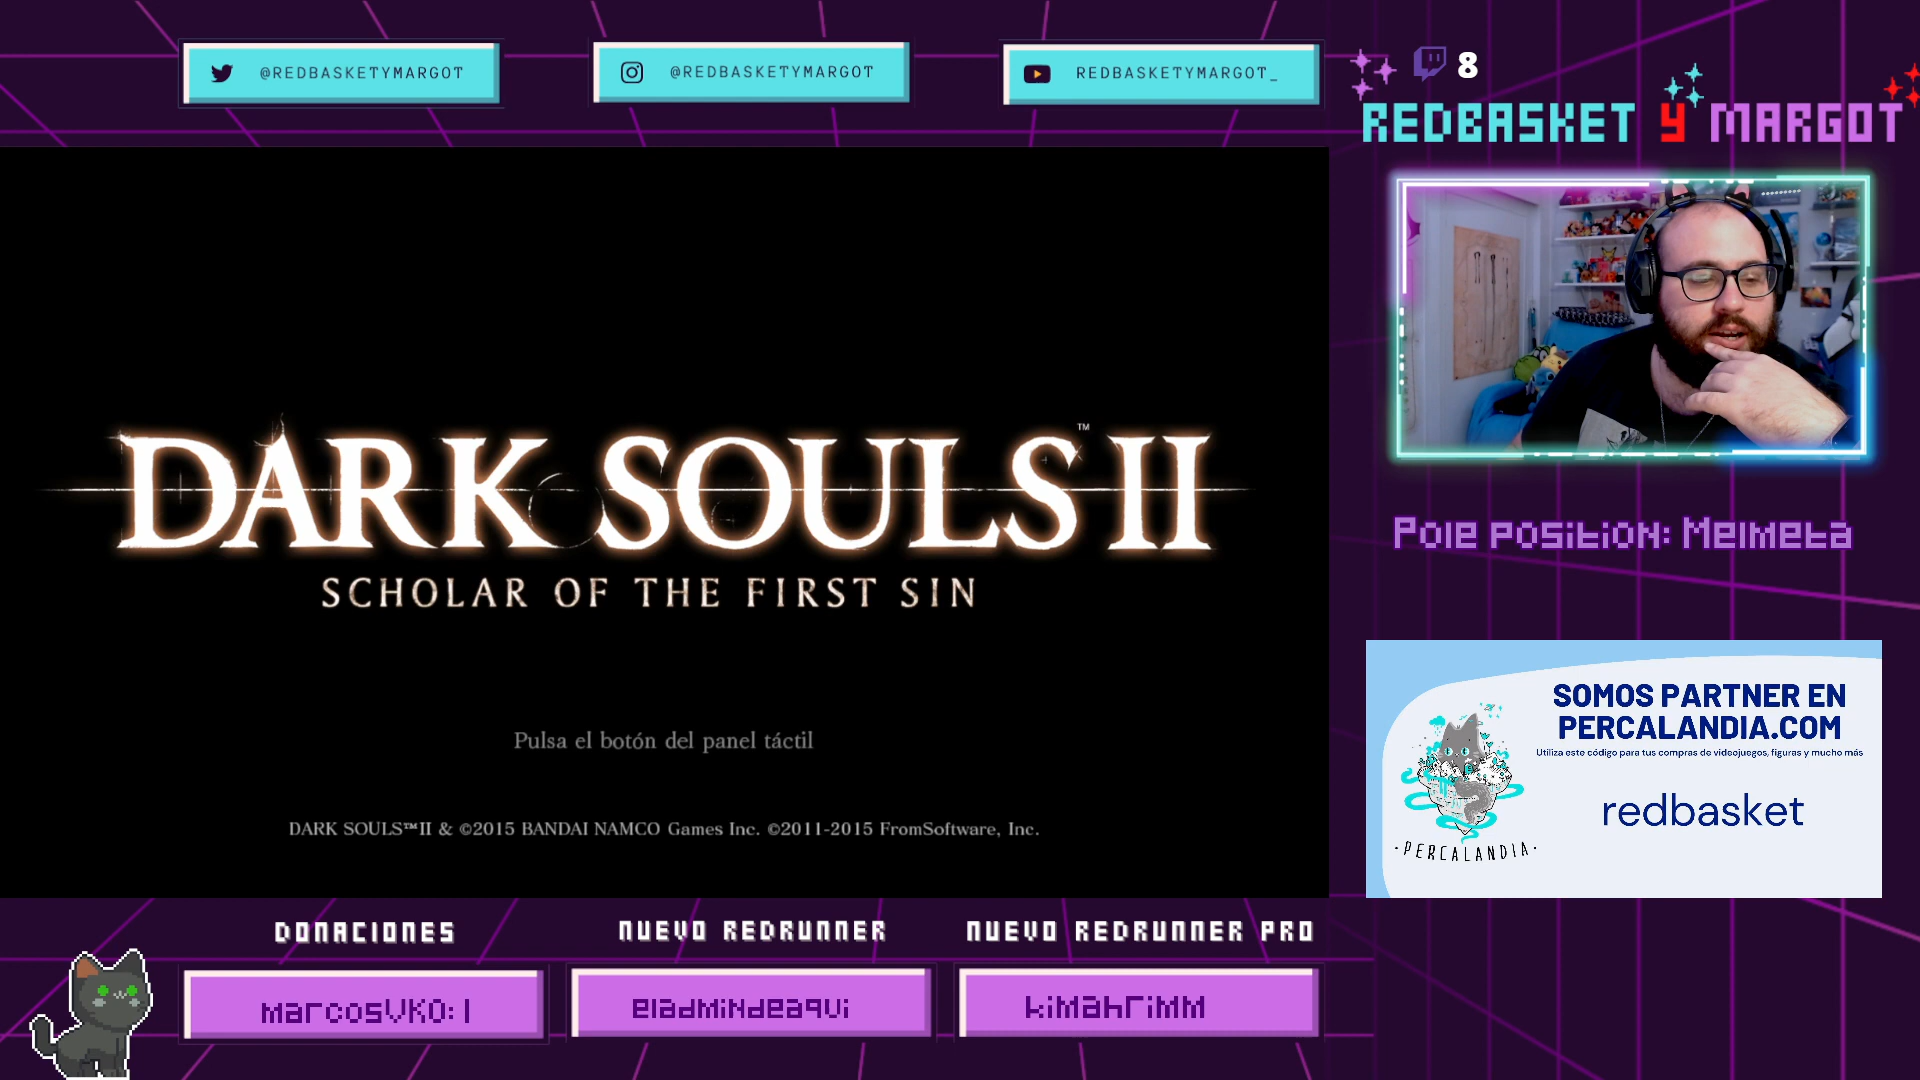 @REDBASKETYMARGOT
@REDBASKETYMARGOT
REDBASKETYMARGOT_
8
REDBASKET Y MARGOT
DARK SOULS II™
SCHOLAR OF THE FIRST SIN
Pulsa el botón del panel táctil
DARK SOULS™II & ©2015 BANDAI NAMCO Games Inc. ©2011-2015 FromSoftware, Inc.
Pole position: Melmeta
SOMOS PARTNER EN
PERCALANDIA.COM
Utiliza este código para tus compras de videojuegos, figuras y mucho más
redbasket
·PERCALANDIA·
DONACIONES
NUEVO REDRUNNER
NUEVO REDRUNNER PRO
marcosVKO: 1
eladmindeaqui
kimahrimm